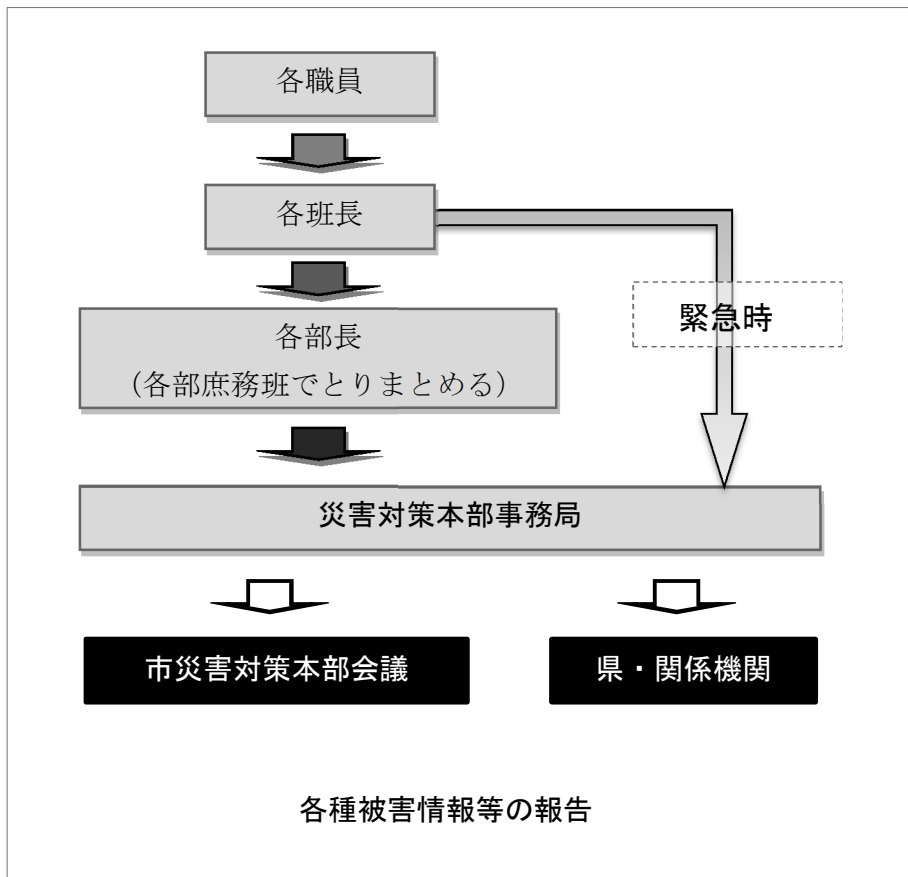 各職員
各班長
緊急時
各部長
（各部庶務班でとりまとめる）
災害対策本部事務局
市災害対策本部会議
県・関係機関
各種被害情報等の報告